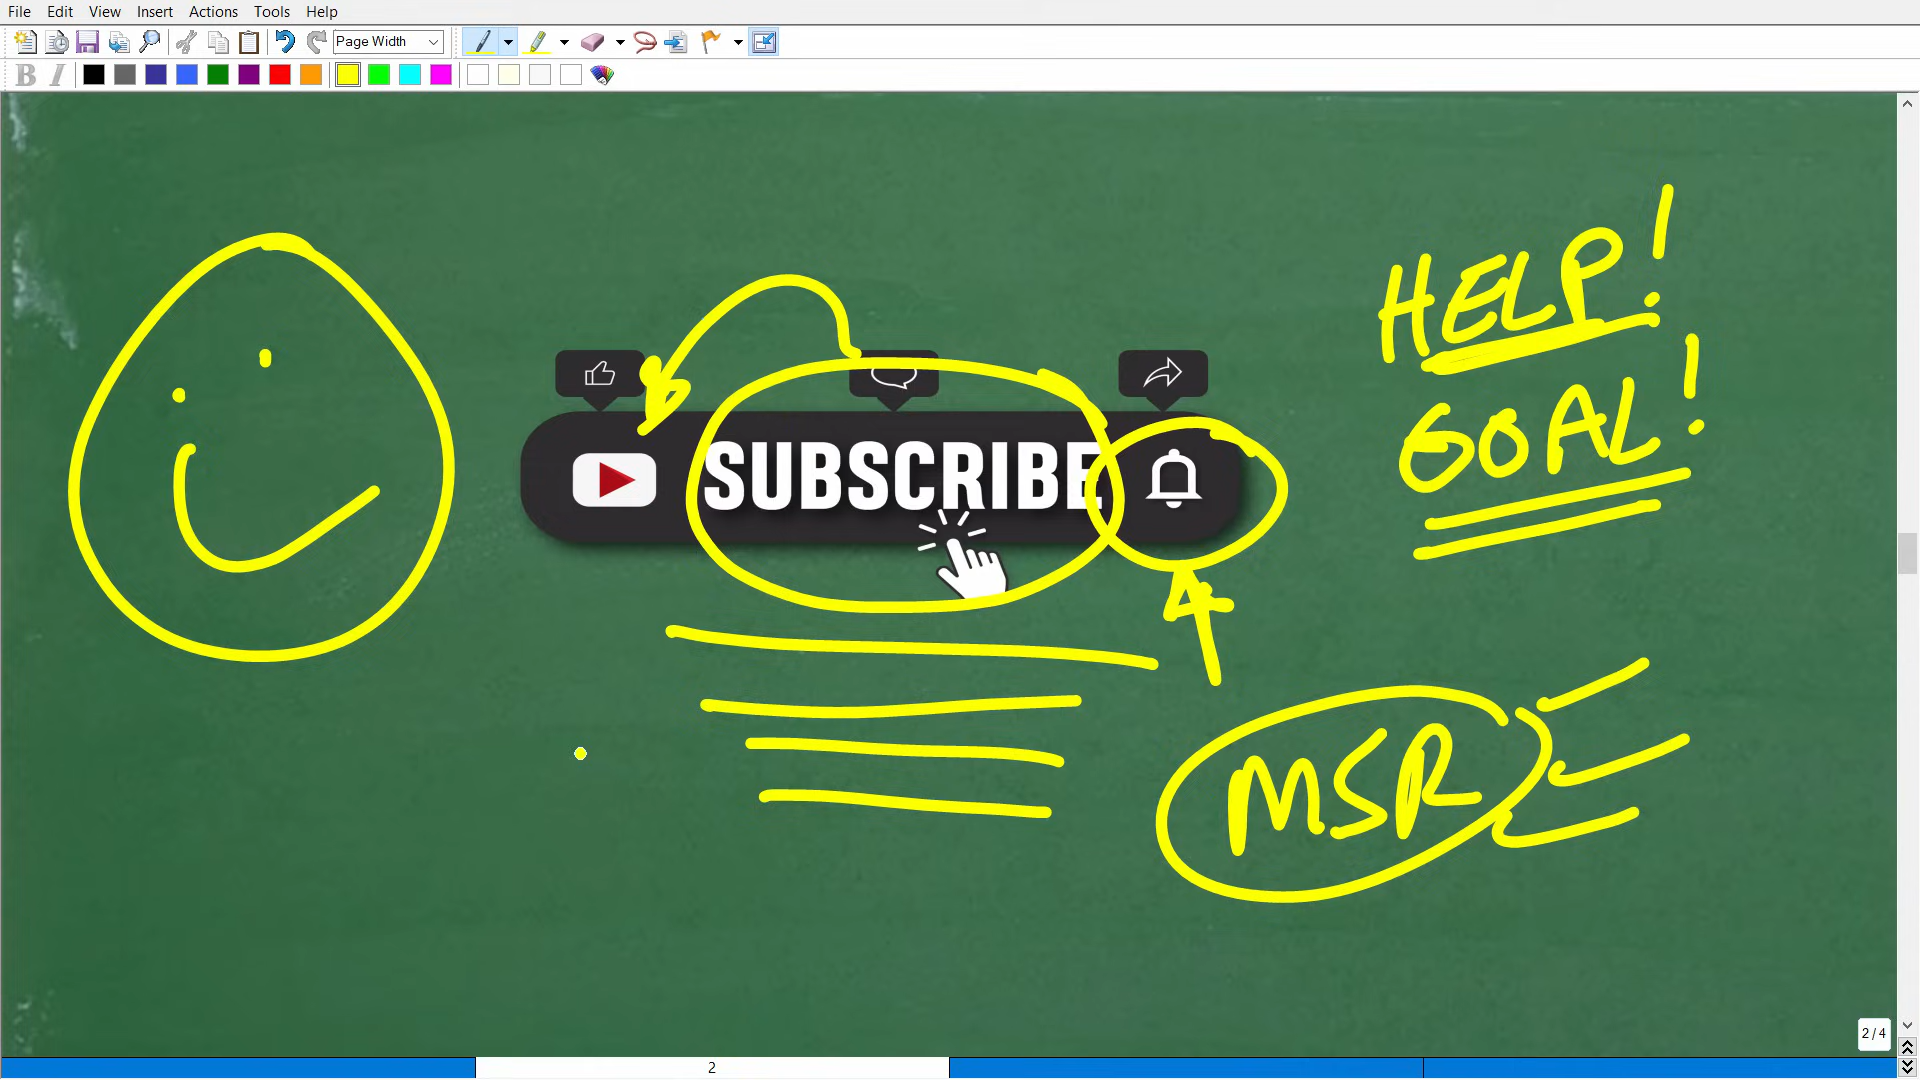 File Edit View Insert Actions Tools Help
Page Width
B I
HELP!
GOAL!
SUBSCRIBE
MSR
2 / 4
2